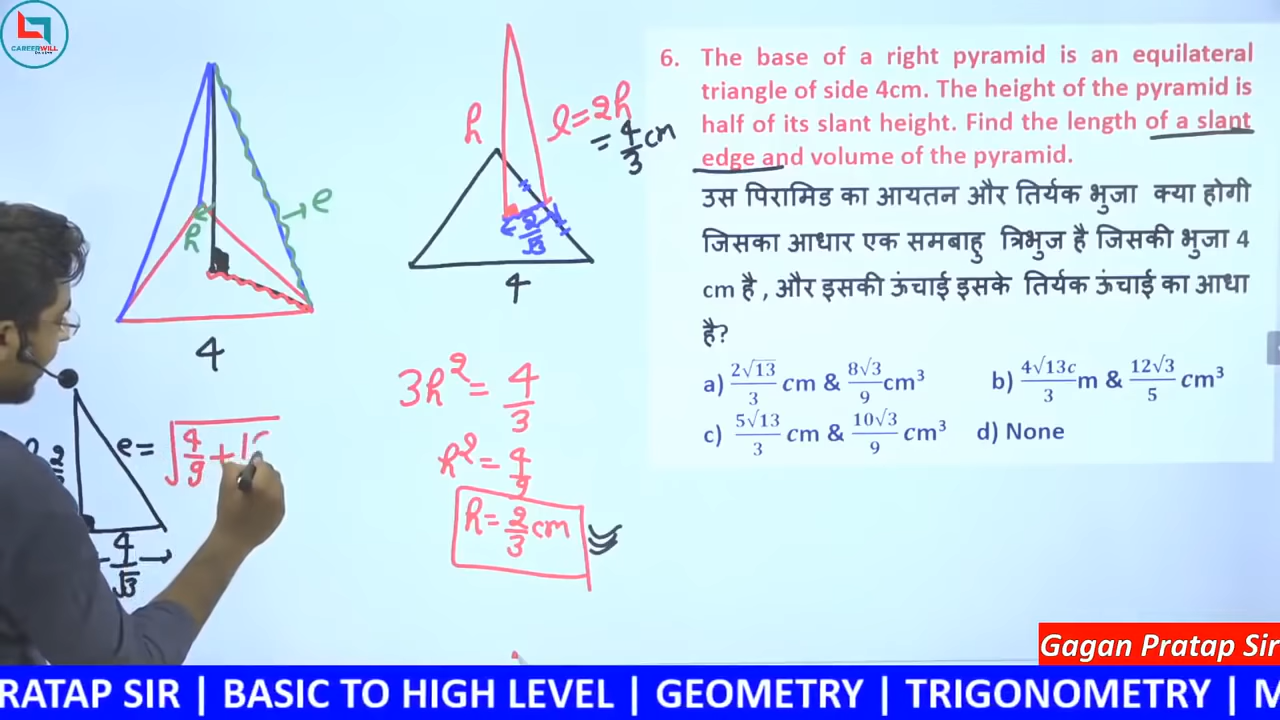 CAREERWILL
6. The base of a right pyramid is an equilateral
triangle of side 4cm. The height of the pyramid is
half of its slant height. Find the length of a slant
edge and volume of the pyramid.
उस पिरामिड का आयतन और तिर्यक भुजा क्या होगी
जिसका आधार एक समबाहु त्रिभुज है जिसकी भुजा 4
cm है , और इसकी ऊंचाई इसके तिर्यक ऊंचाई का आधा
है?
a) 2√13/3 cm & 8√3/9 cm³ b) 4√13c/3 m & 12√3/5 cm³
c) 5√13/3 cm & 10√3/9 cm³ d) None
e
h
4
h
l=2h
= 4/3 cm
2/√3
4
3h² = 4/3
h² = 4/9
h = 2/3 cm
e = √4/9 +
4/√3
Gagan Pratap Sir
RATAP SIR | BASIC TO HIGH LEVEL | GEOMETRY | TRIGONOMETRY |